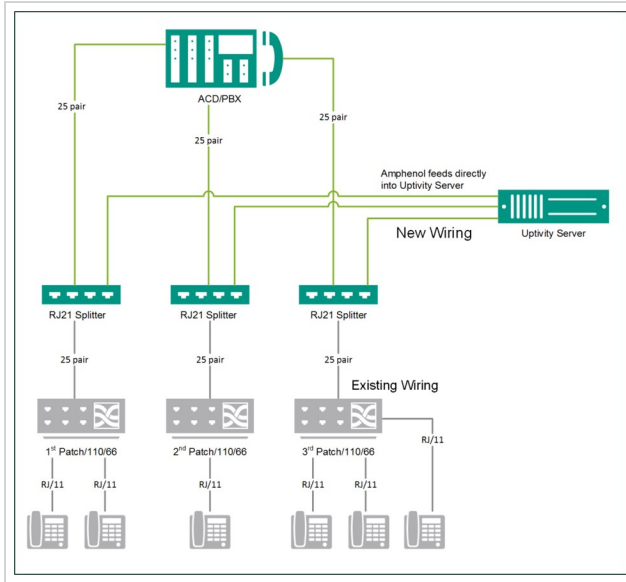 ACD/PBX
25 pair
25 pair
25 pair
Amphenol feeds directly
into Uptivity Server
New Wiring
Uptivity Server
RJ21 Splitter
RJ21 Splitter
RJ21 Splitter
25 pair
25 pair
25 pair
Existing Wiring
RJ/11
1st Patch/110/66
2nd Patch/110/66
3rd Patch/110/66
RJ/11
RJ/11
RJ/11
RJ/11
RJ/11